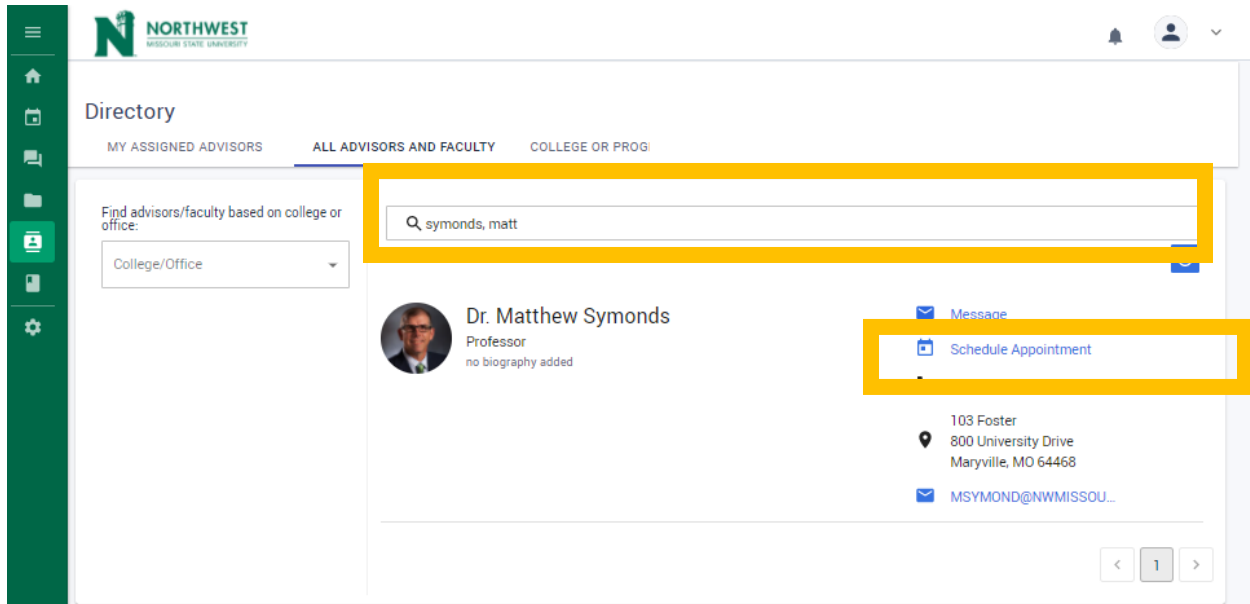 NORTHWEST
MISSOURI STATE UNIVERSITY
Directory
MY ASSIGNED ADVISORS
ALL ADVISORS AND FACULTY
COLLEGE OR PROG
Find advisors/faculty based on college or
office:
College/Office
symonds, matt
Dr. Matthew Symonds
Professor
no biography added
Message
Schedule Appointment
103 Foster
800 University Drive
Maryville, MO 64468
MSYMOND@NWMISSOU...
1